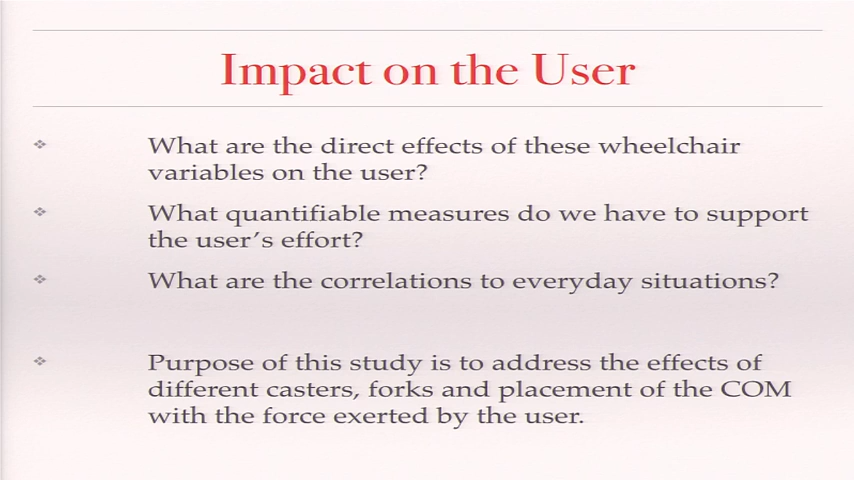 Impact on the User
What are the direct effects of these wheelchair
variables on the user?
What quantifiable measures do we have to support
the user's effort?
What are the correlations to everyday situations?
Purpose of this study is to address the effects of
different casters, forks and placement of the COM
with the force exerted by the user.